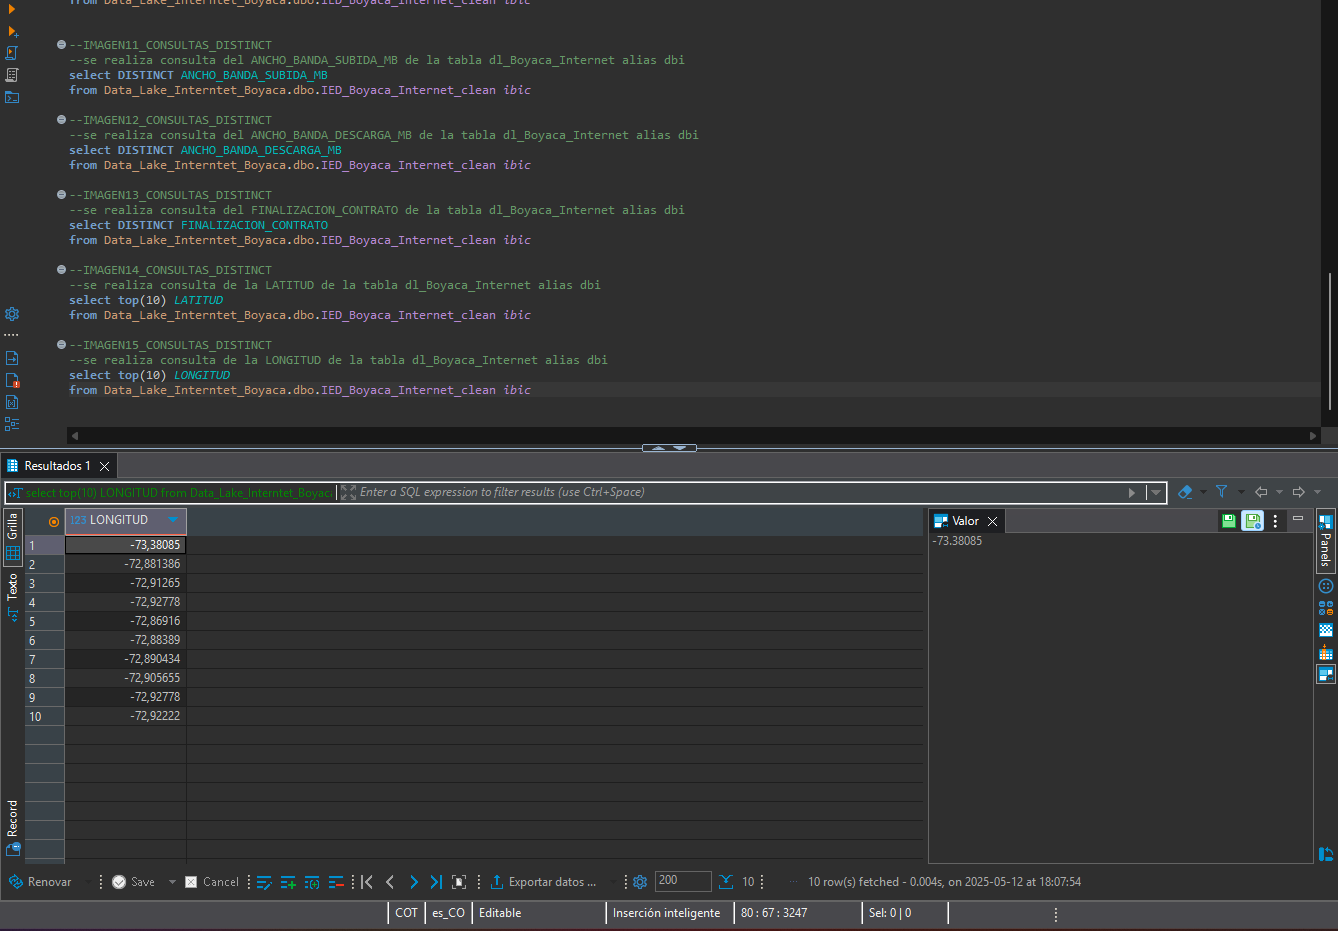 from Data_Lake_Interntet_Boyaca.dbo.IED_Boyaca_Internet_clean ibic
--IMAGEN11_CONSULTAS_DISTINCT
--se realiza consulta del ANCHO_BANDA_SUBIDA_MB de la tabla dl_Boyaca_Internet alias dbi
select DISTINCT ANCHO_BANDA_SUBIDA_MB
from Data_Lake_Interntet_Boyaca.dbo.IED_Boyaca_Internet_clean ibic
--IMAGEN12_CONSULTAS_DISTINCT
--se realiza consulta del ANCHO_BANDA_DESCARGA_MB de la tabla dl_Boyaca_Internet alias dbi
select DISTINCT ANCHO_BANDA_DESCARGA_MB
from Data_Lake_Interntet_Boyaca.dbo.IED_Boyaca_Internet_clean ibic
--IMAGEN13_CONSULTAS_DISTINCT
--se realiza consulta del FINALIZACION_CONTRATO de la tabla dl_Boyaca_Internet alias dbi
select DISTINCT FINALIZACION_CONTRATO
from Data_Lake_Interntet_Boyaca.dbo.IED_Boyaca_Internet_clean ibic
--IMAGEN14_CONSULTAS_DISTINCT
--se realiza consulta de la LATITUD de la tabla dl_Boyaca_Internet alias dbi
select top(10) LATITUD
from Data_Lake_Interntet_Boyaca.dbo.IED_Boyaca_Internet_clean ibic
--IMAGEN15_CONSULTAS_DISTINCT
--se realiza consulta de la LONGITUD de la tabla dl_Boyaca_Internet alias dbi
select top(10) LONGITUD
from Data_Lake_Interntet_Boyaca.dbo.IED_Boyaca_Internet_clean ibic
Resultados 1
select top(10) LONGITUD from Data_Lake_Interntet_Boyaca
Enter a SQL expression to filter results (use Ctrl+Space)
Grilla
Texto
Record
123 LONGITUD
1 -73,38085
2 -72,881386
3 -72,91265
4 -72,92778
5 -72,86916
6 -72,88389
7 -72,890434
8 -72,905655
9 -72,92778
10 -72,92222
Valor
-73.38085
Panels
Renovar Save Cancel Exportar datos ... 200 10 10 row(s) fetched - 0.004s, on 2025-05-12 at 18:07:54
COT es_CO Editable Inserción inteligente 80 : 67 : 3247 Sel: 0 | 0